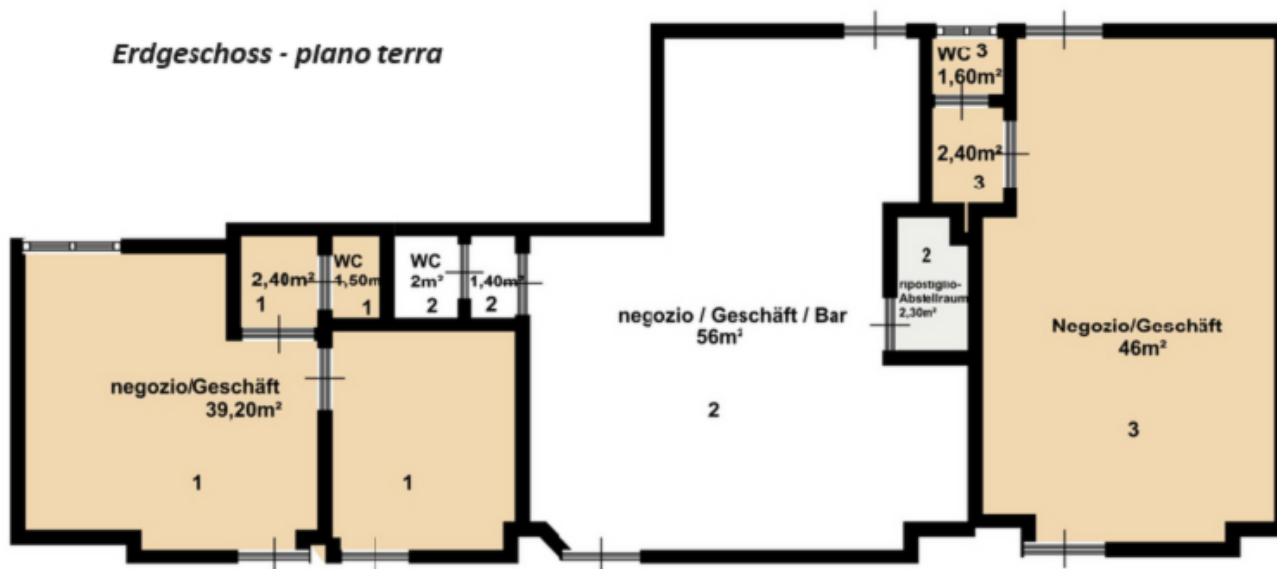 Erdgeschoss - piano terra
WC 3
1,60m²
2,40m²
3
2,40m²
1
WC
1,50m
1
WC
2m²
2
1,40m²
2
2
ripostiglio-
Abstellraum
2,30m²
negozio / Geschäft / Bar
56m²
2
Negozio/Geschäft
46m²
3
negozio/Geschäft
39,20m²
1
1